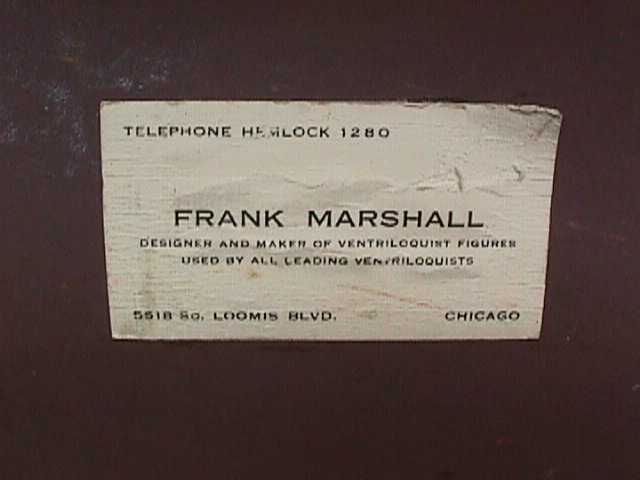 TELEPHONE HEMLOCK 1280
FRANK MARSHALL
DESIGNER AND MAKER OF VENTRILOQUIST FIGURES
USED BY ALL LEADING VENTRILOQUISTS
5518 SO. LOOMIS BLVD. CHICAGO